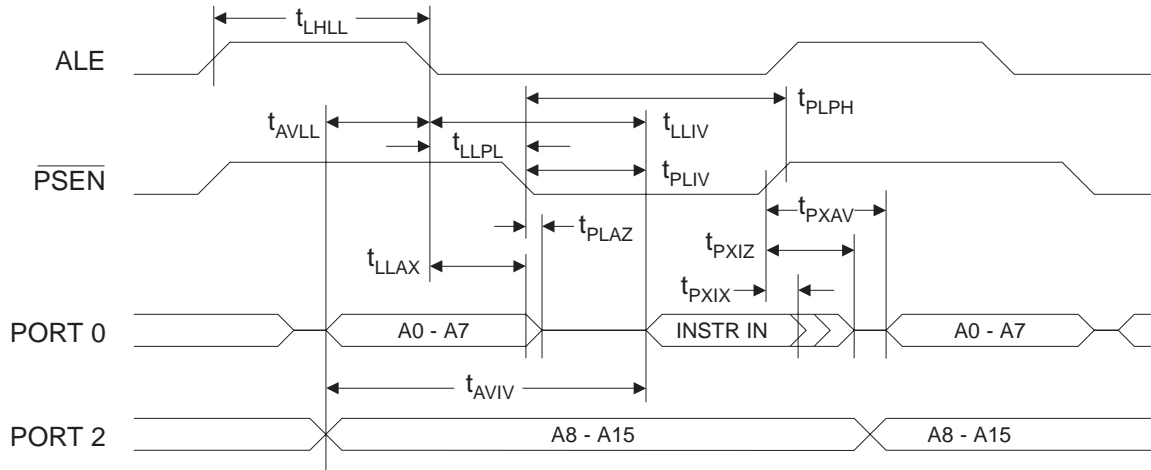 tLHLL
ALE
tPLPH
tAVLL
tLLIV
tLLPL
PSEN
tPLIV
tPXAV
tPLAZ
tPXIZ
tLLAX
tPXIX
PORT 0
A0 - A7
INSTR IN
A0 - A7
tAVIV
PORT 2
A8 - A15
A8 - A15